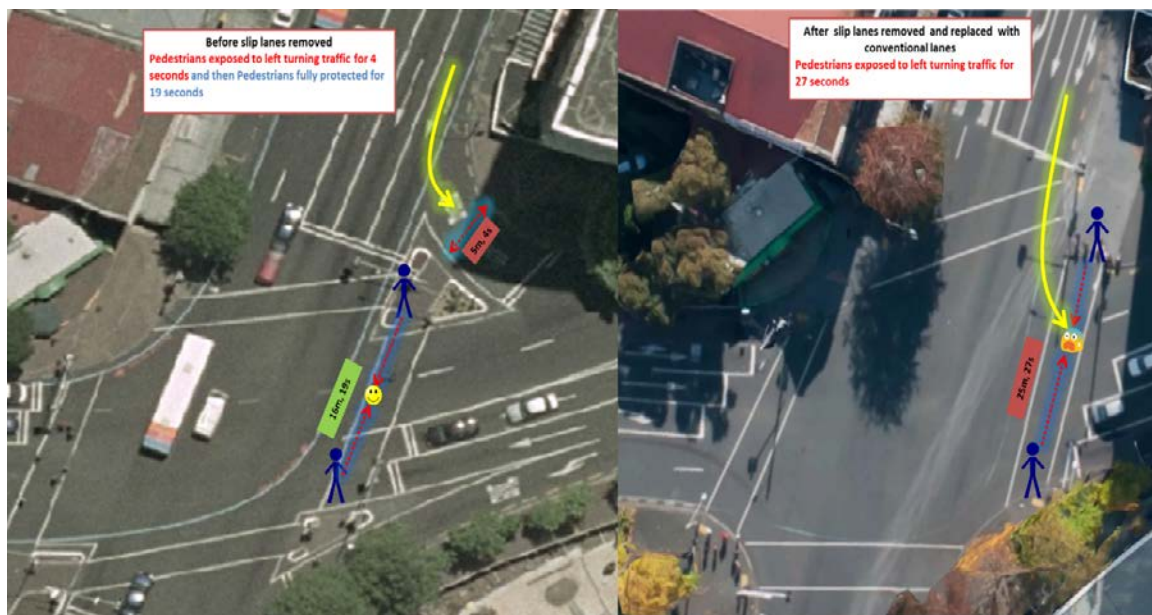 Before slip lanes removed
Pedestrians exposed to left turning traffic for 4
seconds and then Pedestrians fully protected for
19 seconds
5m, 4s
16m, 19s
After slip lanes removed and replaced with
conventional lanes
Pedestrians exposed to left turning traffic for
27 seconds
25m, 27s